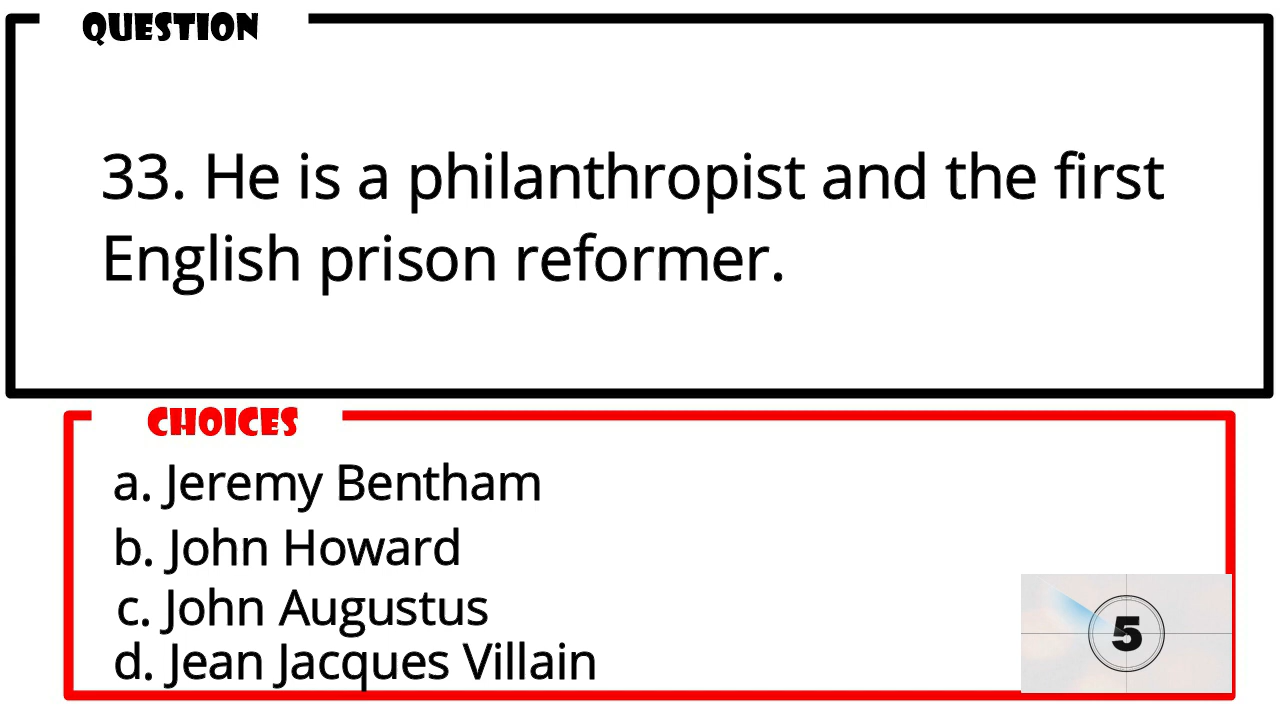 QUESTION
33. He is a philanthropist and the first
English prison reformer.
CHOICES
a. Jeremy Bentham
b. John Howard
c. John Augustus
d. Jean Jacques Villain
5